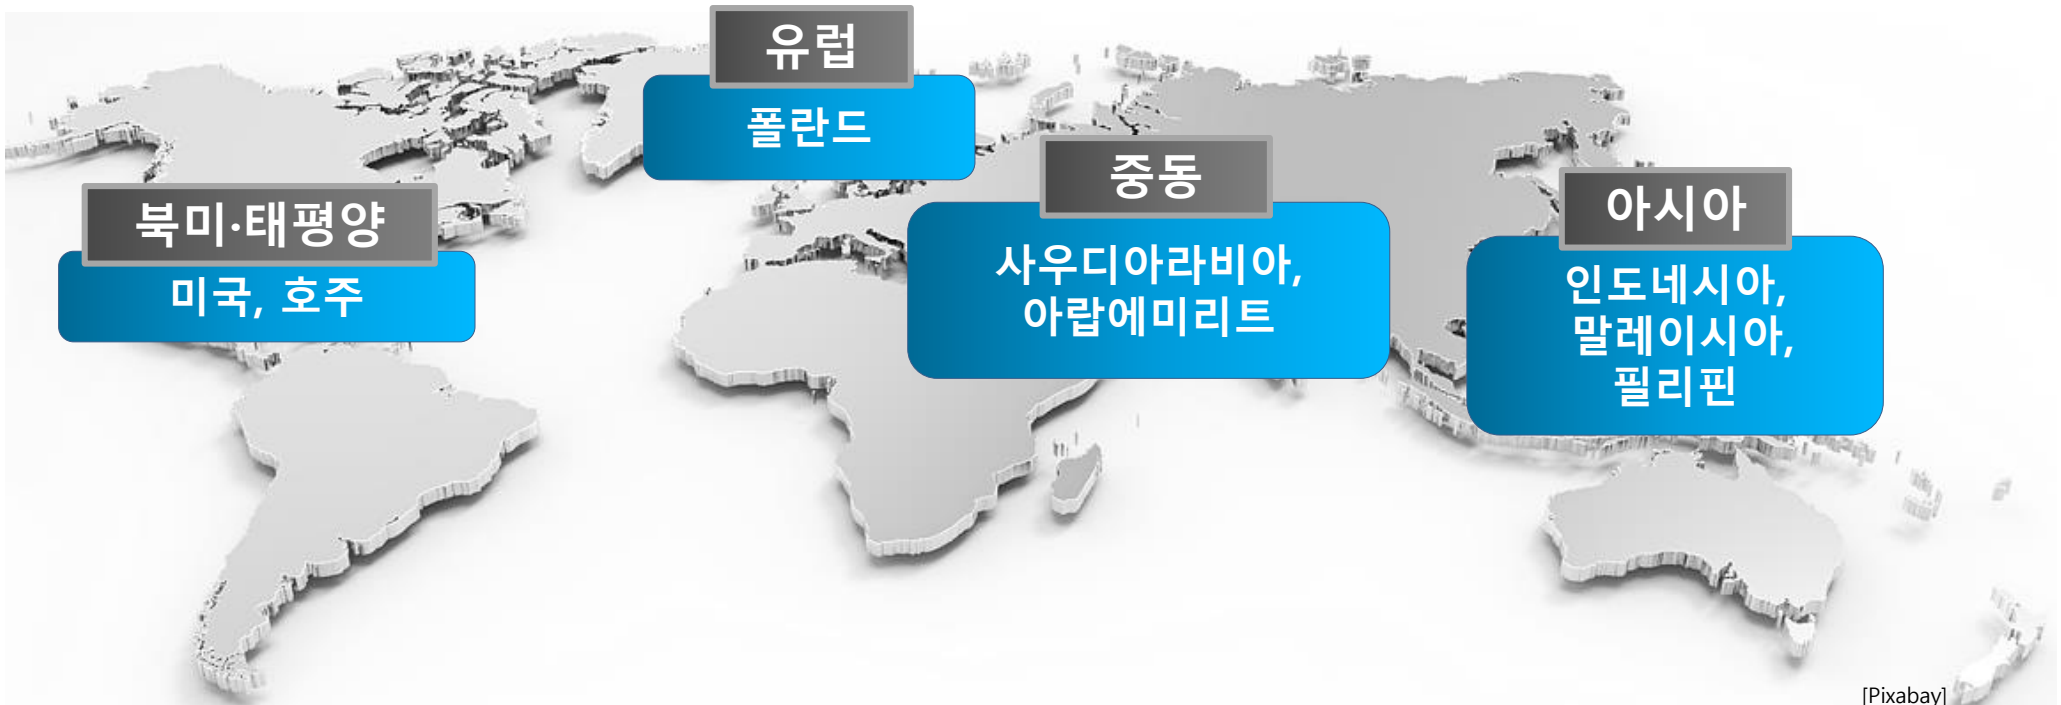 유럽
폴란드
북미·태평양
미국, 호주
중동
사우디아라비아,
아랍에미리트
아시아
인도네시아,
말레이시아,
필리핀
[Pixabay]